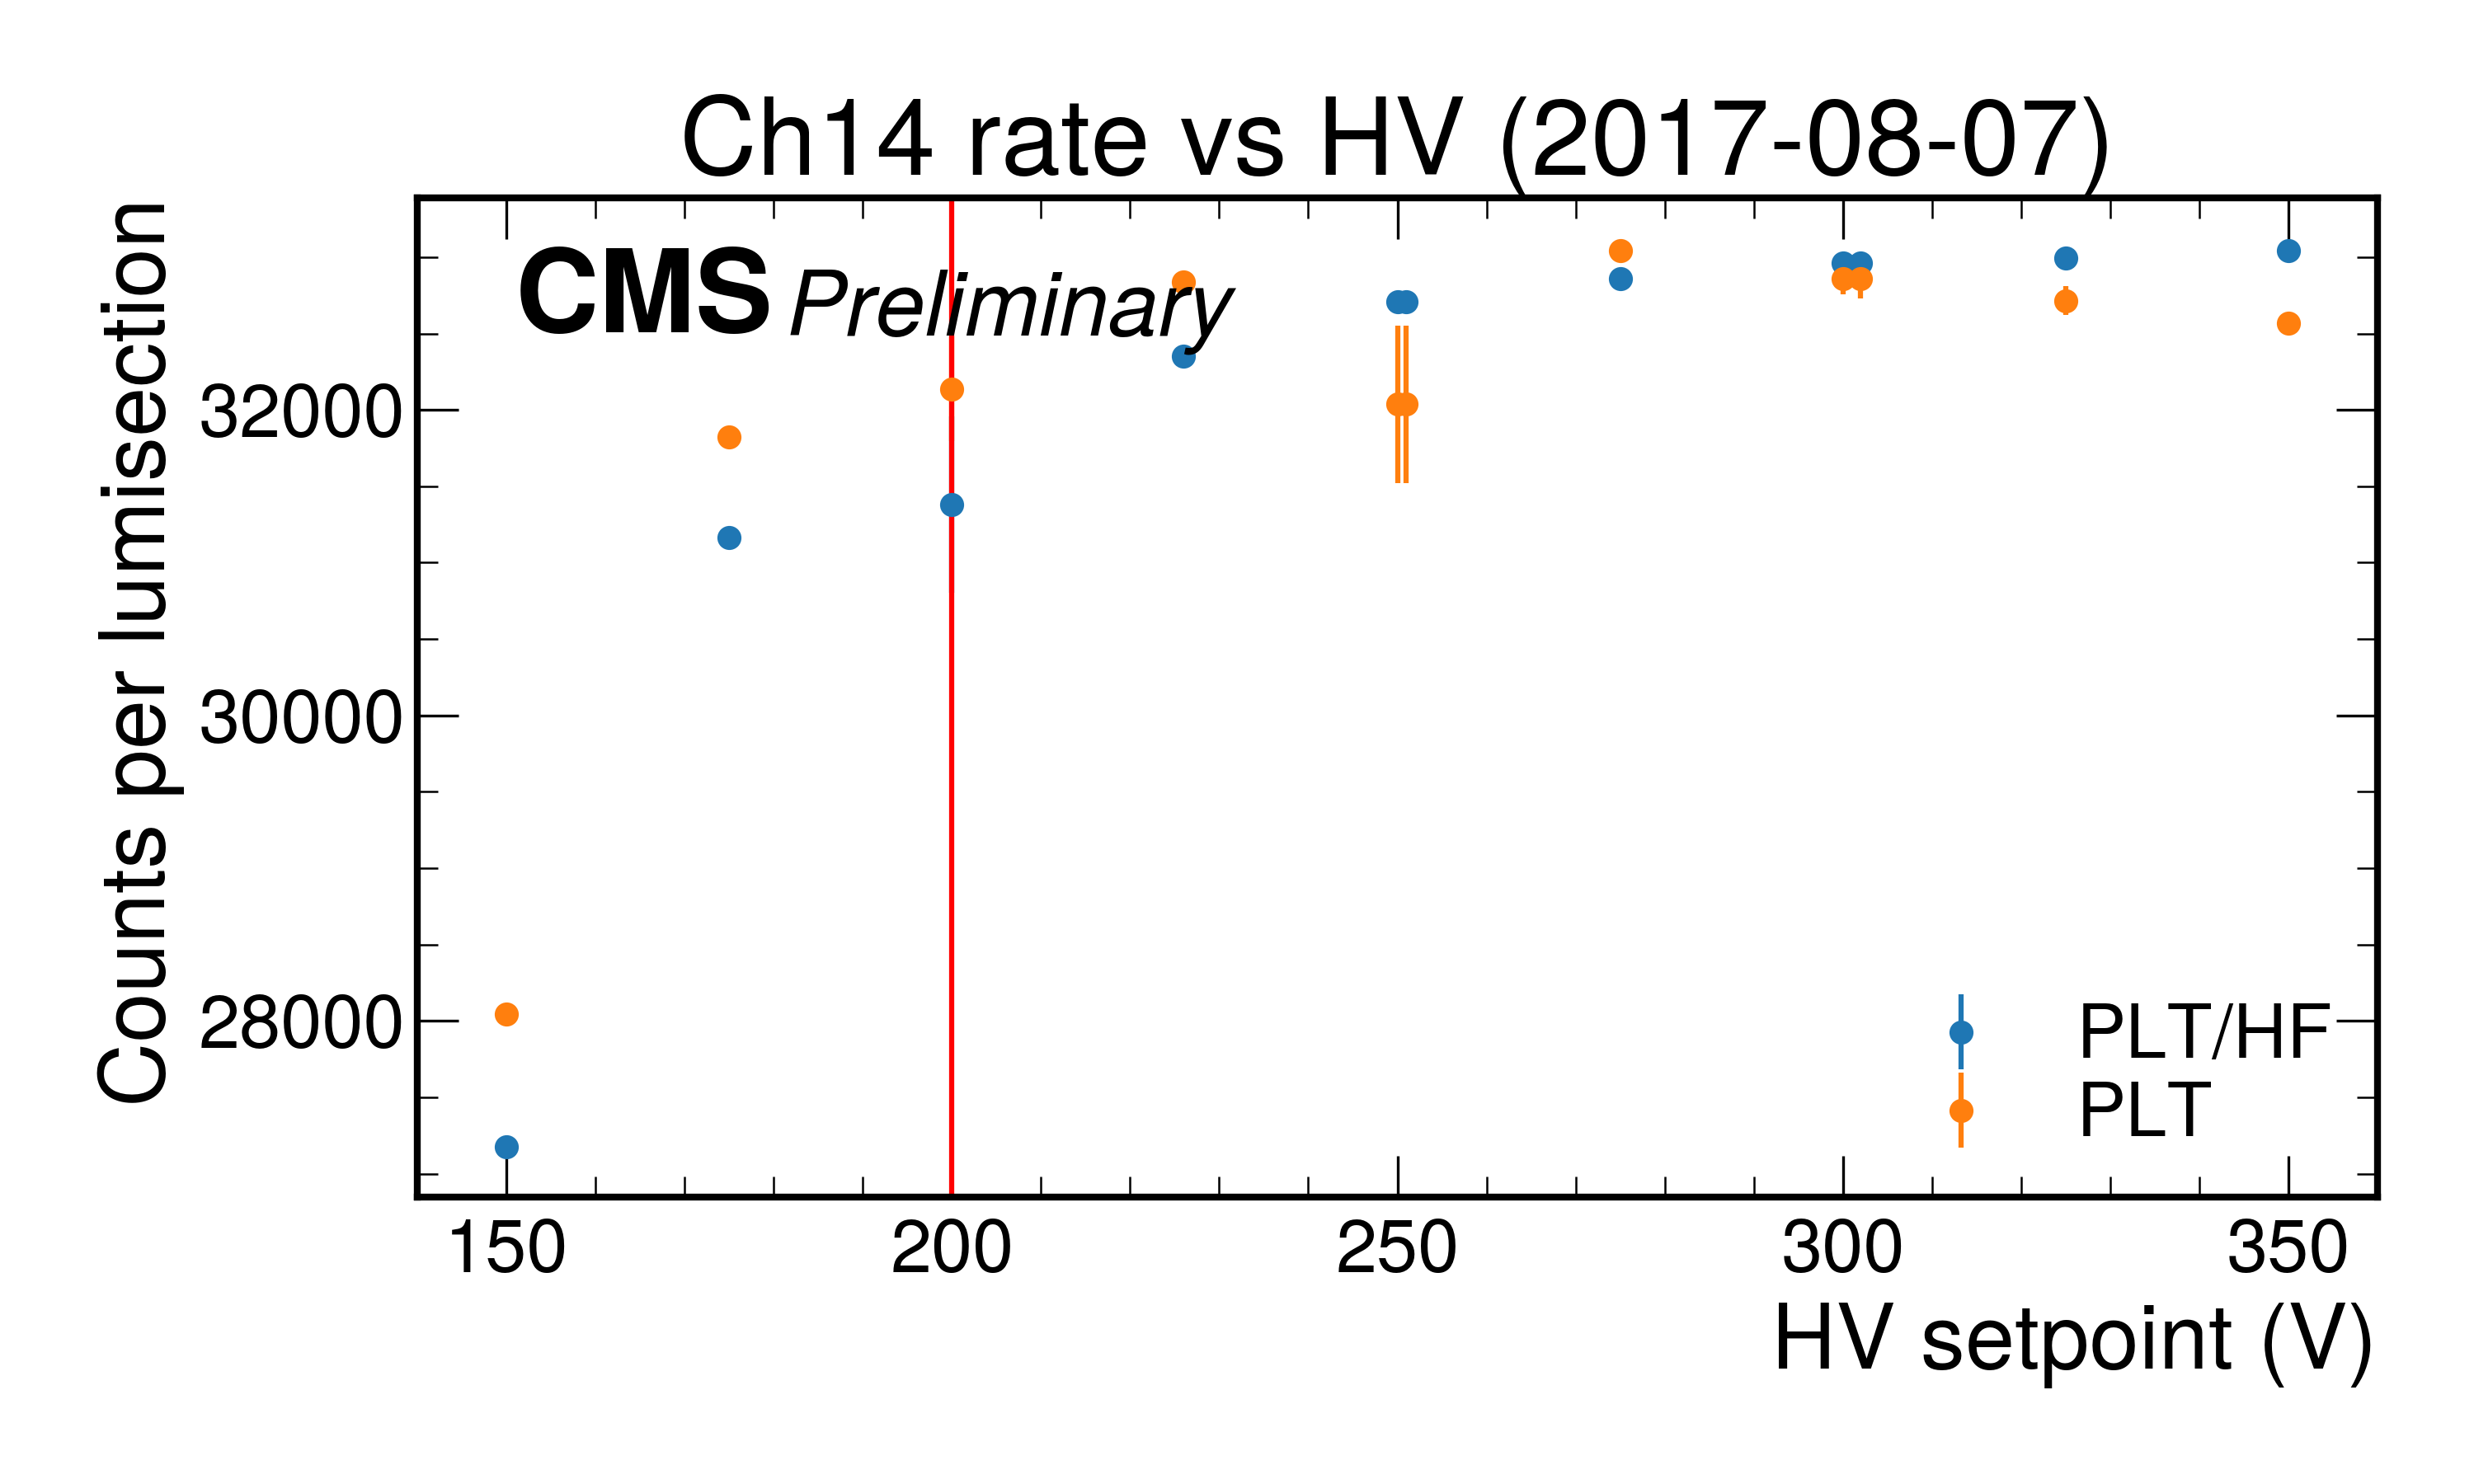 Ch14 rate vs HV (2017-08-07)
CMS Preliminary
Counts per lumisection
32000
30000
28000
PLT/HF
PLT
150 200 250 300 350
HV setpoint (V)